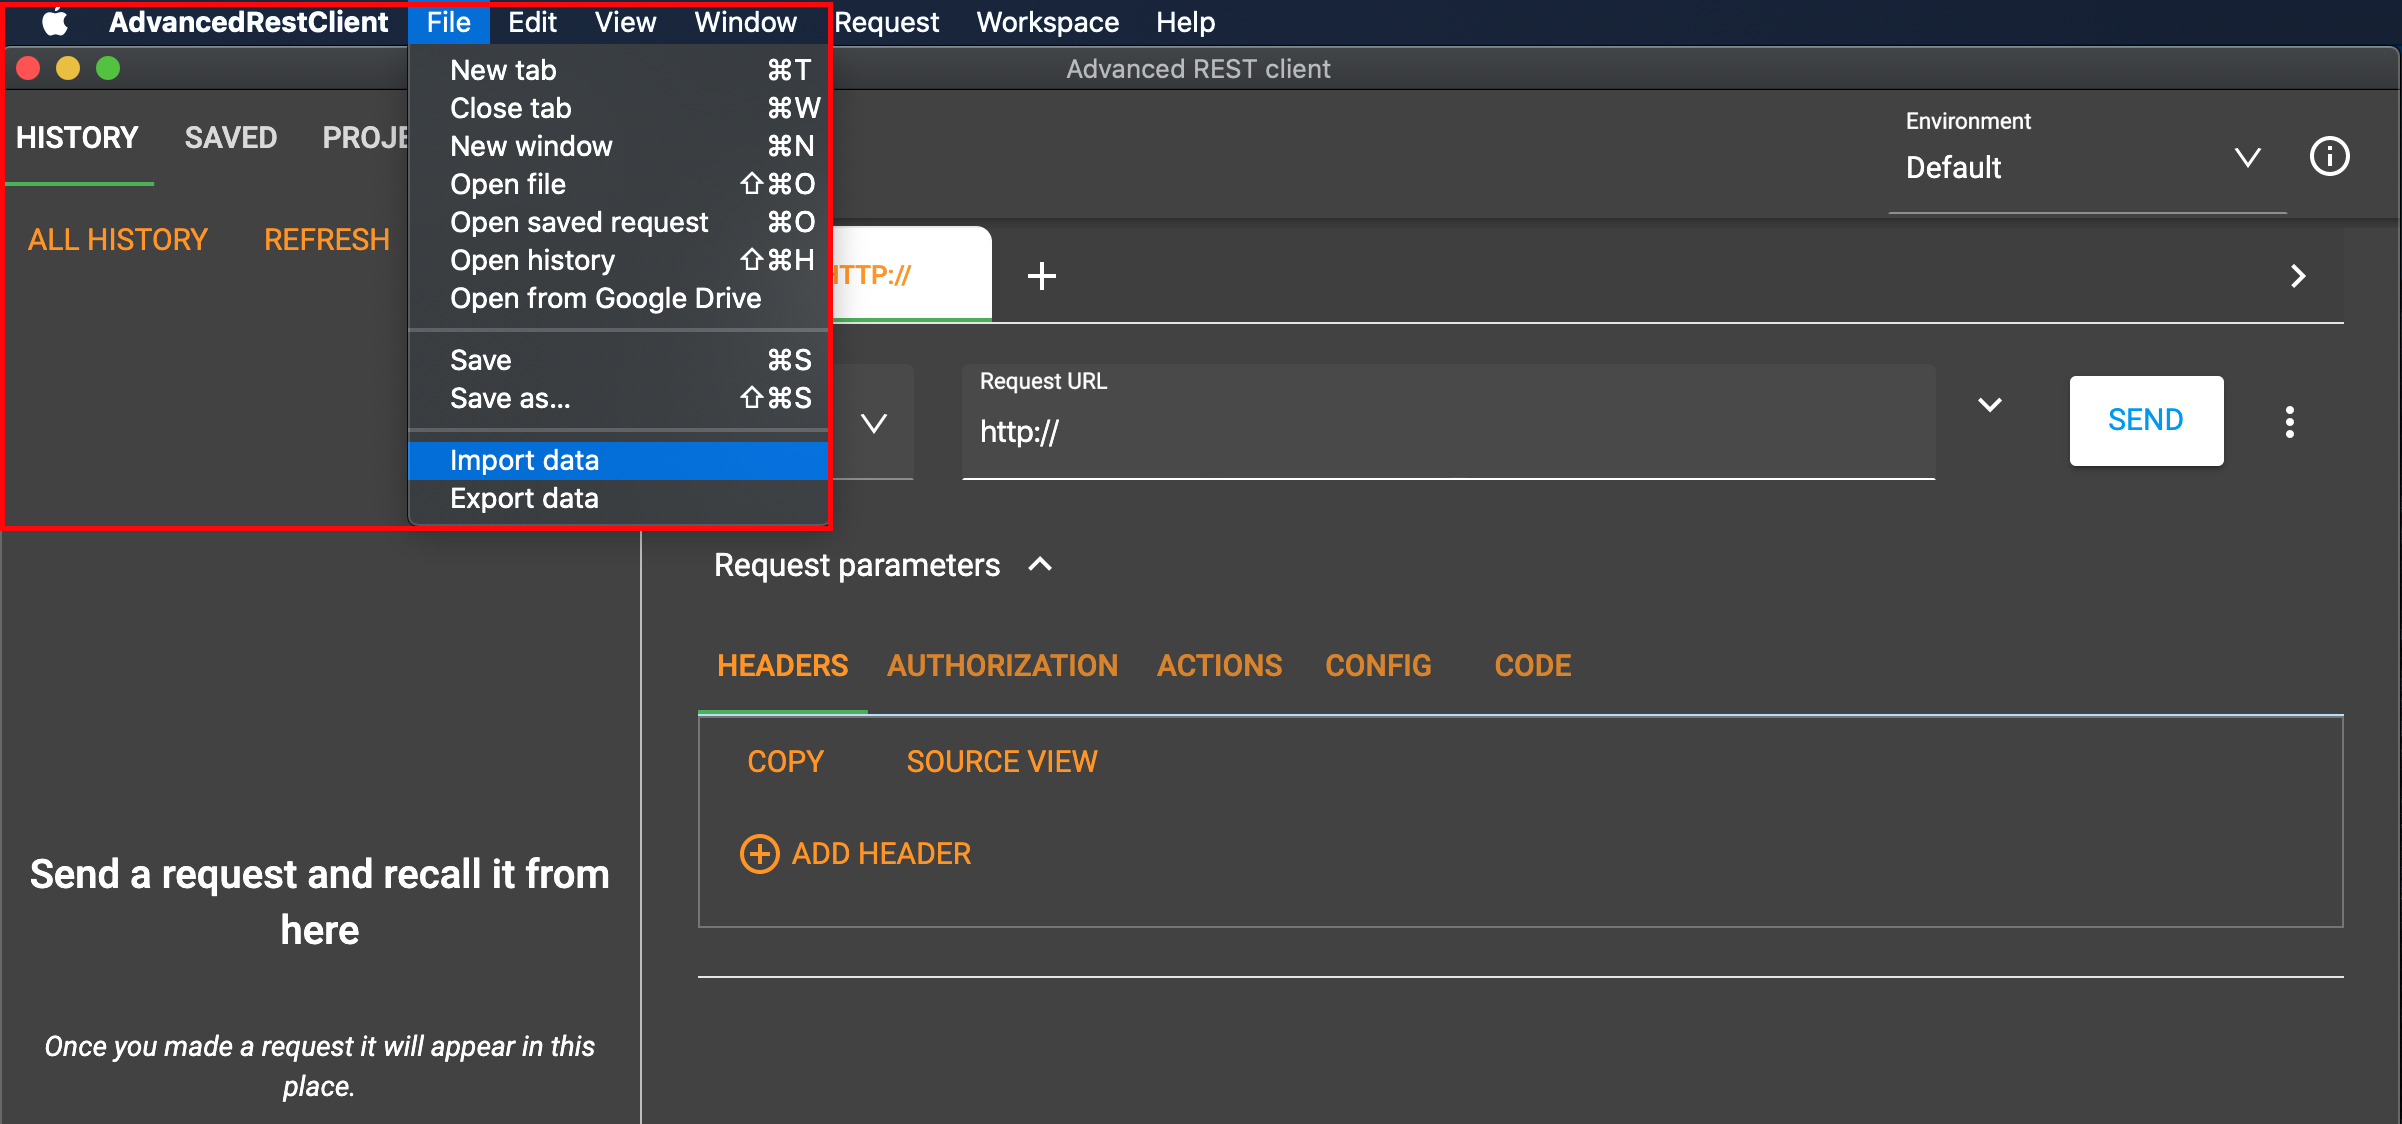 AdvancedRestClient File Edit View Window Request Workspace Help
Advanced REST client
New tab ⌘T
Close tab ⌘W
New window ⌘N
Open file ⇧⌘O
Open saved request ⌘O
Open history ⇧⌘H
Open from Google Drive
Save ⌘S
Save as... ⇧⌘S
Import data
Export data
HISTORY SAVED PROJE
ALL HISTORY REFRESH
Environment
Default
HTTP://
Request URL
http://
SEND
Request parameters
HEADERS AUTHORIZATION ACTIONS CONFIG CODE
COPY SOURCE VIEW
ADD HEADER
Send a request and recall it from
here
Once you made a request it will appear in this
place.